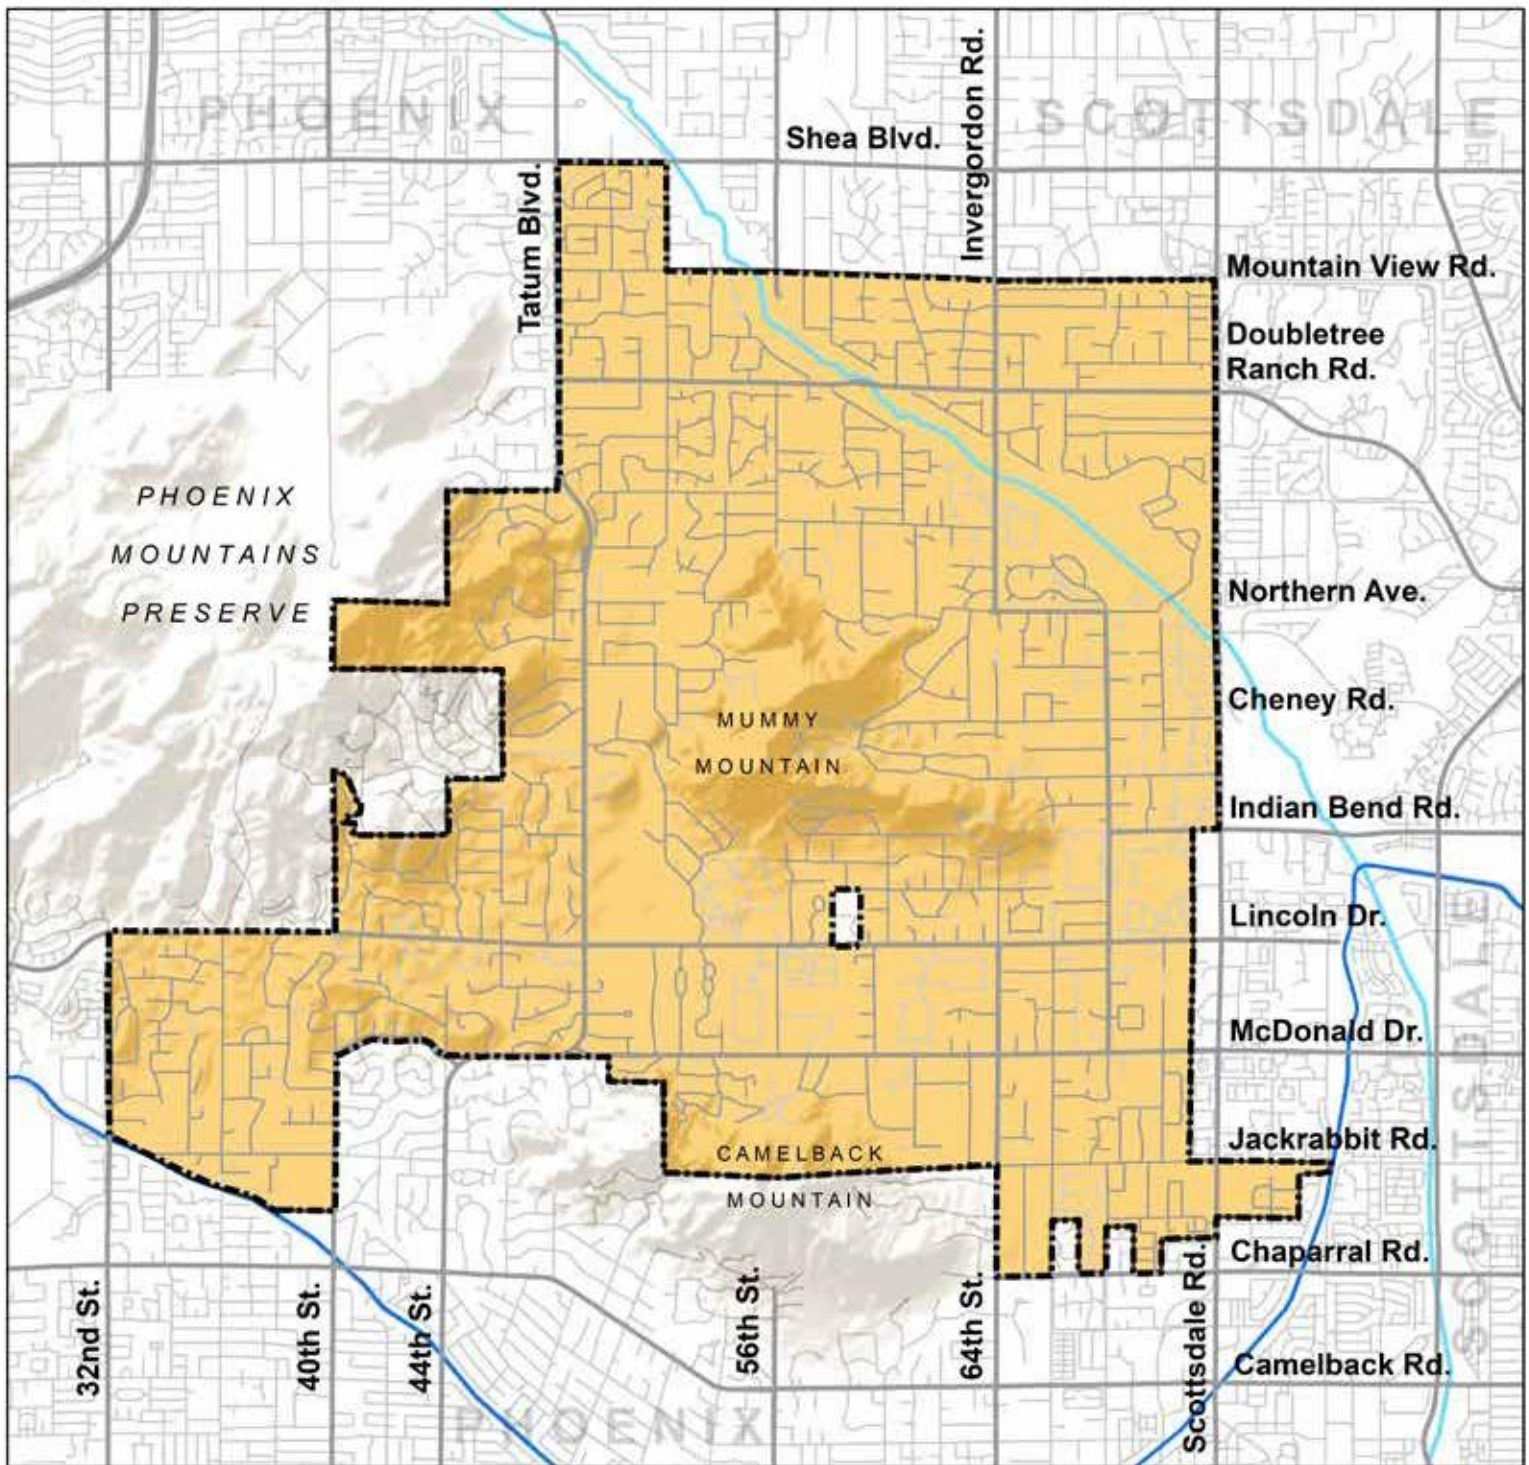 PHOENIX
SCOTTSDALE
Shea Blvd.
Invergordon Rd.
Tatum Blvd.
Mountain View Rd.
Doubletree
Ranch Rd.
PHOENIX
MOUNTAINS
PRESERVE
Northern Ave.
Cheney Rd.
MUMMY
MOUNTAIN
Indian Bend Rd.
Lincoln Dr.
McDonald Dr.
SCOTTSDALE
Jackrabbit Rd.
CAMELBACK
MOUNTAIN
Chaparral Rd.
32nd St.
40th St.
44th St.
56th St.
64th St.
Scottsdale Rd.
Camelback Rd.
PHOENIX